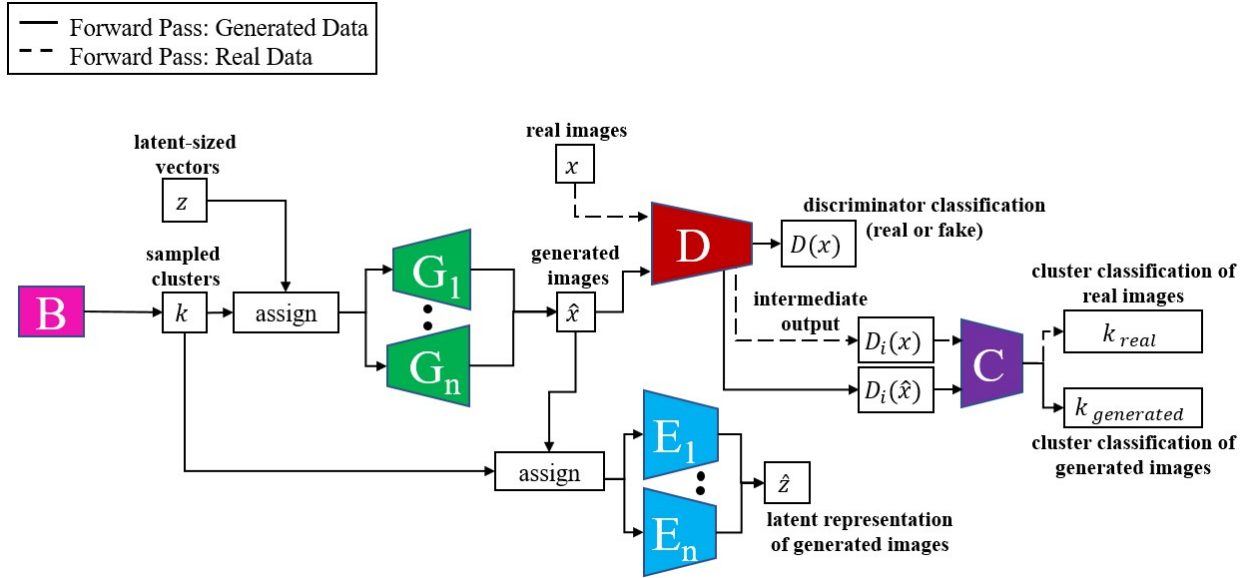 Forward Pass: Generated Data
Forward Pass: Real Data
latent-sized
vectors
z
sampled
clusters
B
k
assign
G₁
Gₙ
generated
images
x̂
real images
x
D
discriminator classification
(real or fake)
D(x)
intermediate
output
Dᵢ(x)
Dᵢ(x̂)
C
cluster classification of
real images
k real
k generated
cluster classification of
generated images
assign
E₁
Eₙ
ẑ
latent representation
of generated images